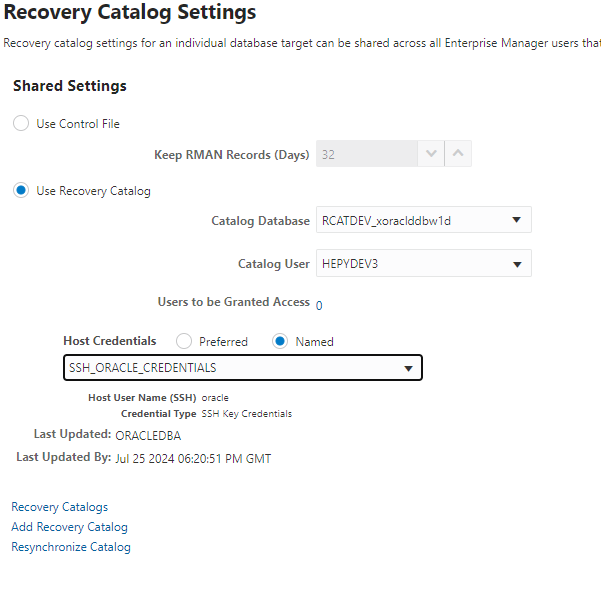 Recovery Catalog Settings
Recovery catalog settings for an individual database target can be shared across all Enterprise Manager users that
Shared Settings
Use Control File
Keep RMAN Records (Days) 32
Use Recovery Catalog
Catalog Database RCATDEV_xoraclddbw1d
Catalog User HEPYDEV3
Users to be Granted Access 0
Host Credentials Preferred Named
SSH_ORACLE_CREDENTIALS
Host User Name (SSH) oracle
Credential Type SSH Key Credentials
Last Updated: ORACLEDBA
Last Updated By: Jul 25 2024 06:20:51 PM GMT
Recovery Catalogs
Add Recovery Catalog
Resynchronize Catalog